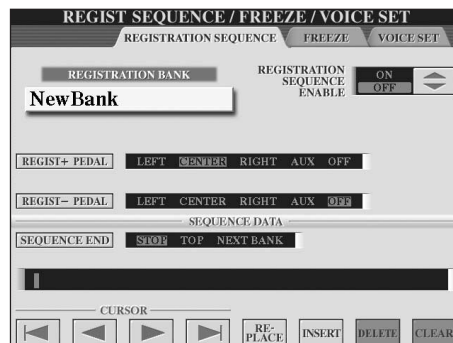 REGIST SEQUENCE / FREEZE / VOICE SET
REGISTRATION SEQUENCE FREEZE VOICE SET
REGISTRATION BANK
NewBank
REGISTRATION
SEQUENCE
ENABLE
ON
OFF
REGIST+ PEDAL LEFT CENTER RIGHT AUX OFF
REGIST– PEDAL LEFT CENTER RIGHT AUX OFF
SEQUENCE DATA
SEQUENCE END STOP TOP NEXT BANK
CURSOR
RE-
PLACE
INSERT
DELETE
CLEAR